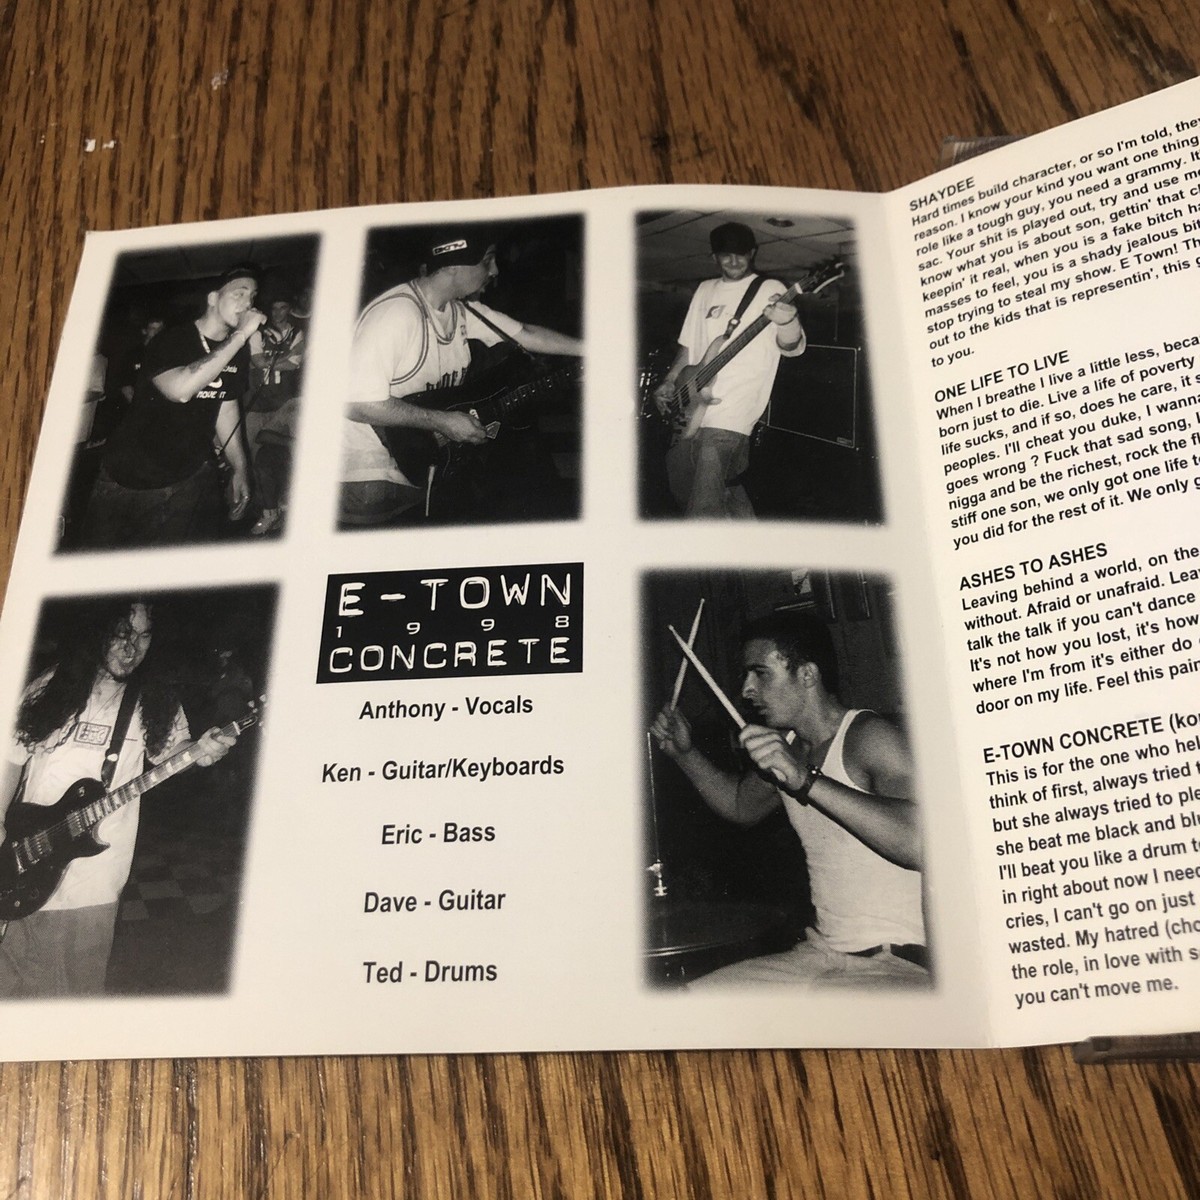 E-TOWN
1998
CONCRETE
Anthony - Vocals
Ken - Guitar/Keyboards
Eric - Bass
Dave - Guitar
Ted - Drums
SHAYDEE
Hard times build character, or so I'm told, they
reason. I know your kind you want one thing
role like a tough guy, you need a grammy.
sac. Your shit is played out, try and use
know what you is about son, gettin' that
keepin' it real, when you is a fake bitch
masses to feel, you is a shady jealous
stop trying to steal my show. E Town!
out to the kids that is representin', this
to you.
ONE LIFE TO LIVE
When I breathe I live a little less,
born just to die. Live a life of poverty
life sucks, and if so, does he care, it
peoples. I'll cheat you duke, I
goes wrong ? Fuck that sad song,
nigga and be the richest, rock the
stiff one son, we only got one life
you did for the rest of it. We only
ASHES TO ASHES
Leaving behind a world, on the
without. Afraid or unafraid.
talk the talk if you can't dance
It's not how you lost, it's how
where I'm from it's either do
door on my life. Feel this
E-TOWN CONCRETE
This is for the one who
think of first, always tried
but she always tried to
she beat me black and
I'll beat you like a drum
in right about now I
cries, I can't go on just
wasted. My hatred
the role, in love with
you can't move me.
NOVE IT